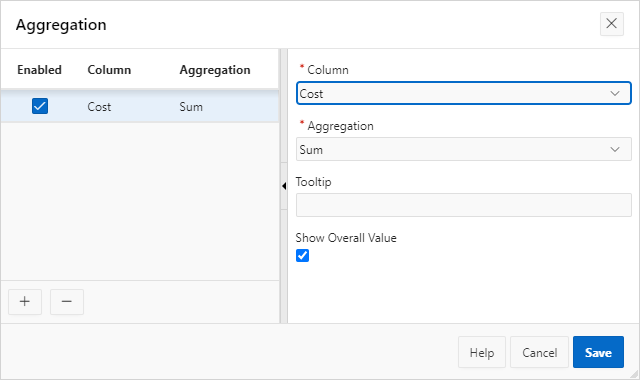 Aggregation
Enabled Column Aggregation
Cost Sum
* Column
Cost
* Aggregation
Sum
Tooltip
Show Overall Value
Help Cancel Save